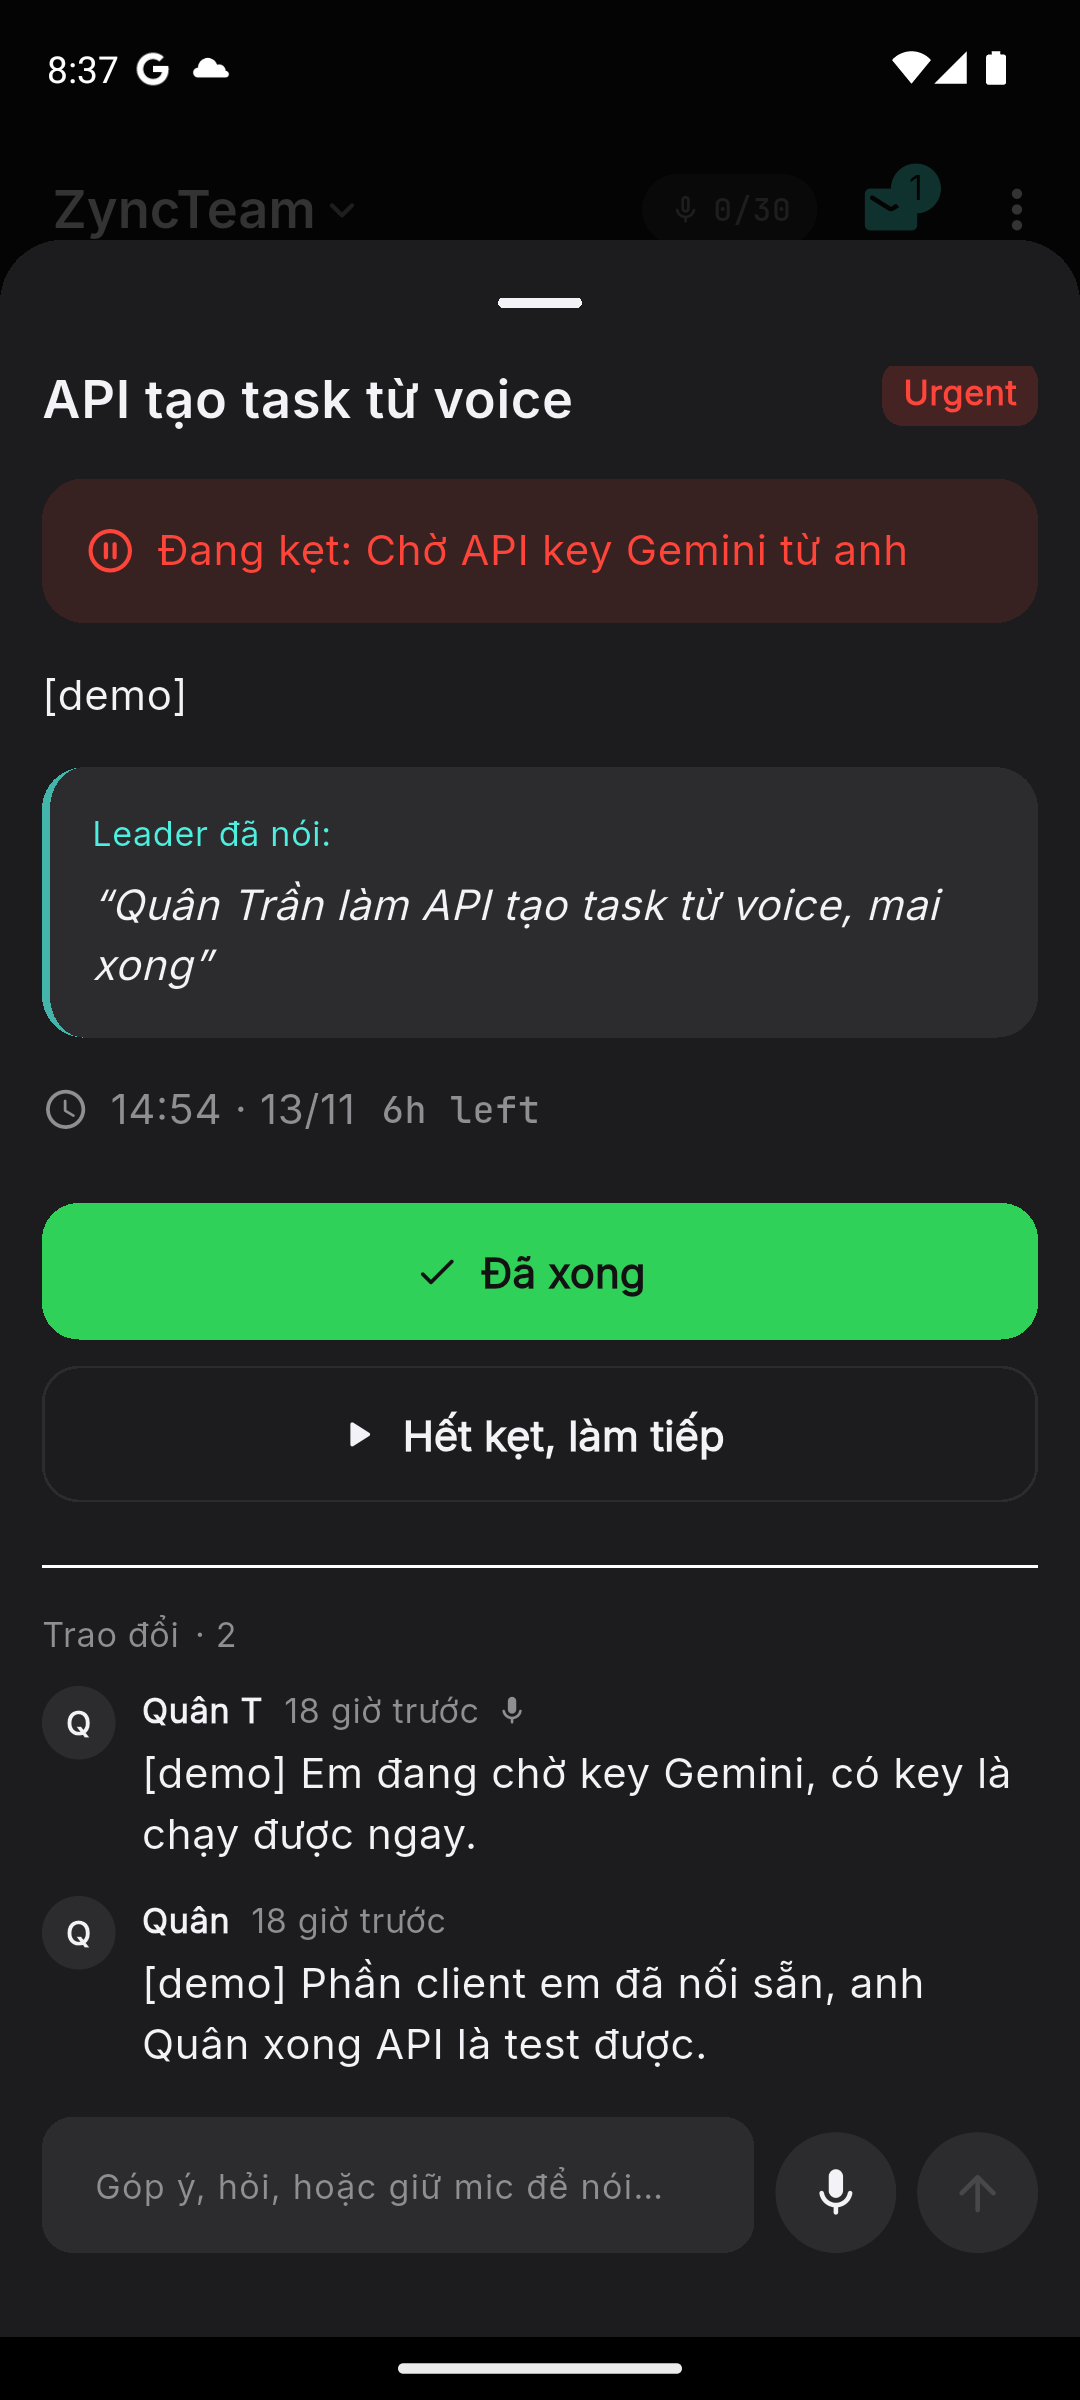 8:37
ZyncTeam
0/30
1
API tạo task từ voice
Urgent
Đang kẹt: Chờ API key Gemini từ anh
[demo]
Leader đã nói:
“Quân Trần làm API tạo task từ voice, mai
xong”
14:54 · 13/11 6h left
Đã xong
Hết kẹt, làm tiếp
Trao đổi · 2
Q
Quân T 18 giờ trước
[demo] Em đang chờ key Gemini, có key là
chạy được ngay.
Q
Quân 18 giờ trước
[demo] Phần client em đã nối sẵn, anh
Quân xong API là test được.
Góp ý, hỏi, hoặc giữ mic để nói...